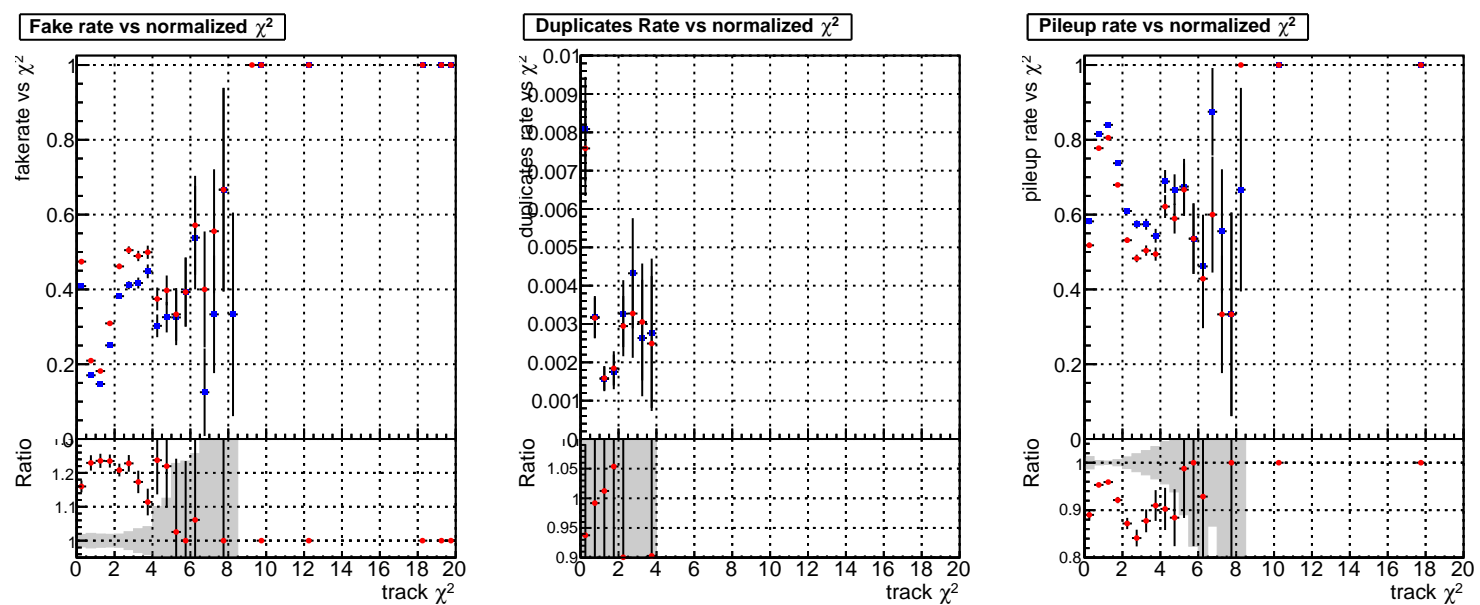 Fake rate vs normalized χ²
fakerate vs χ²
1
0.8
0.6
0.4
0.2
0
Ratio
1.2
1.1
1
0 2 4 6 8 10 12 14 16 18 20
track χ²
Duplicates Rate vs normalized χ²
duplicates rate vs χ²
0.01
0.009
0.008
0.007
0.006
0.005
0.004
0.003
0.002
0.001
0
Ratio
1.05
1
0.95
0.9
0 2 4 6 8 10 12 14 16 18 20
track χ²
Pileup rate vs normalized χ²
pileup rate vs χ²
1
0.8
0.6
0.4
0.2
0
Ratio
1
0.9
0.8
0 2 4 6 8 10 12 14 16 18 20
track χ²